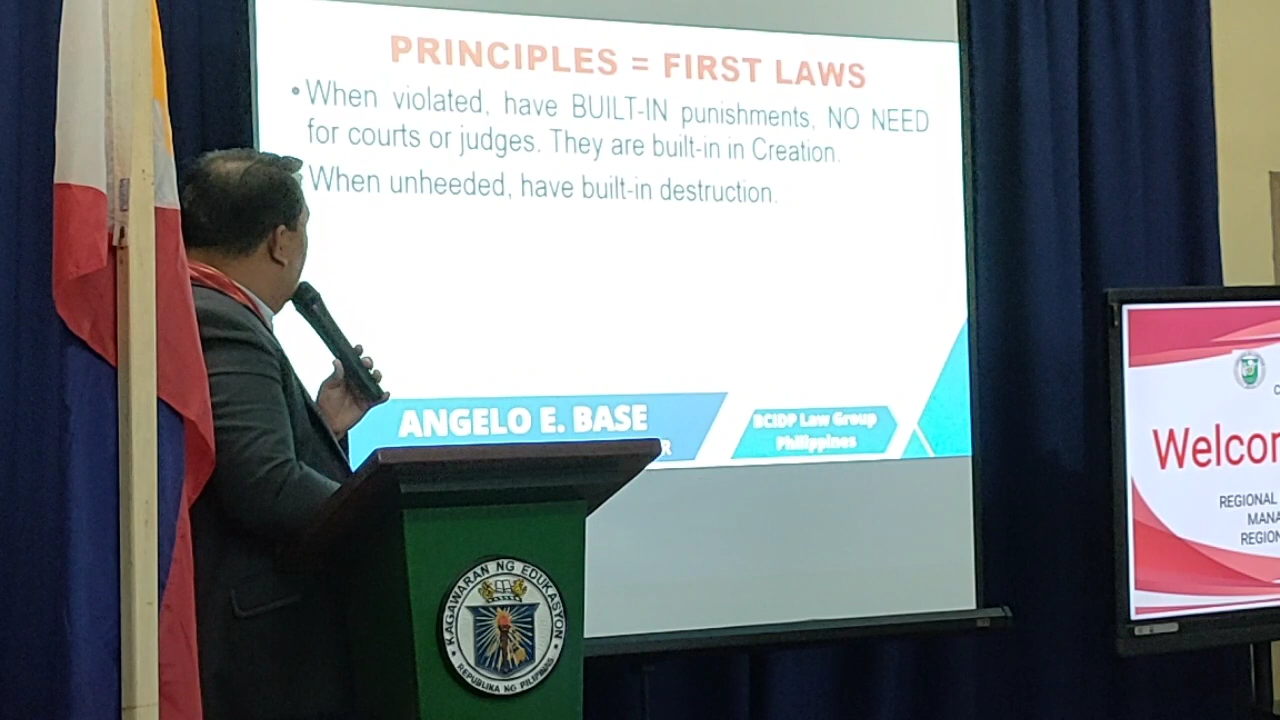 PRINCIPLES = FIRST LAWS
• When violated, have BUILT-IN punishments, NO NEED
for courts or judges. They are built-in in Creation.
When unheeded, have built-in destruction.
ANGELO E. BASE
R
BCIDP Law Group
Philippines
KAGAWARAN NG EDUKASYON
REPUBLIKA NG PILIPINAS
Welcom
REGIONAL
MANA
REGION